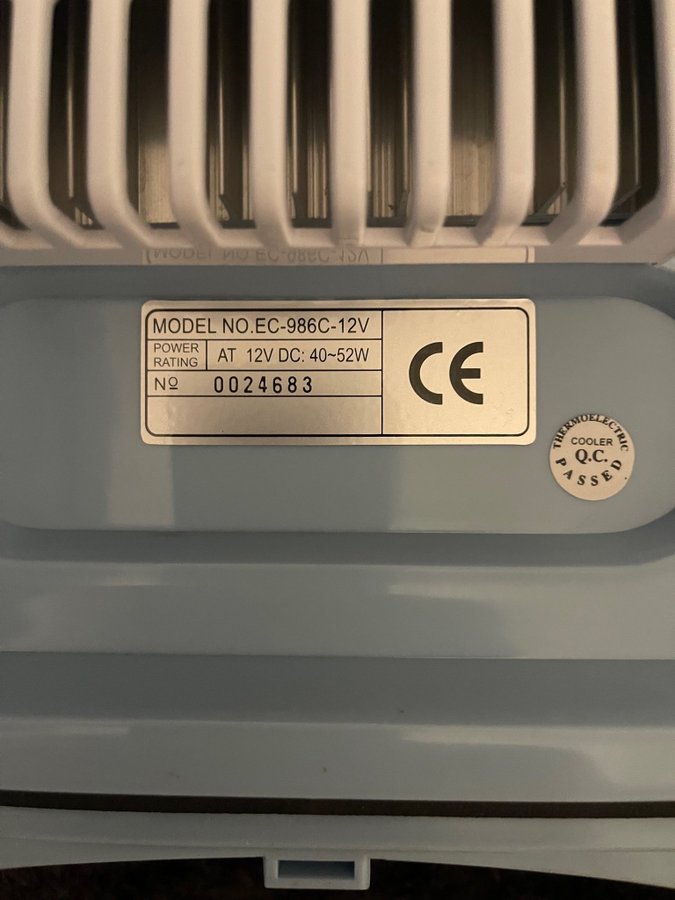 MODEL NO.EC-986C-12V
POWER RATING
AT 12V DC: 40~52W
Nº 0024683
CE
THERMOELECTRIC
COOLER
Q.C.
PASSED